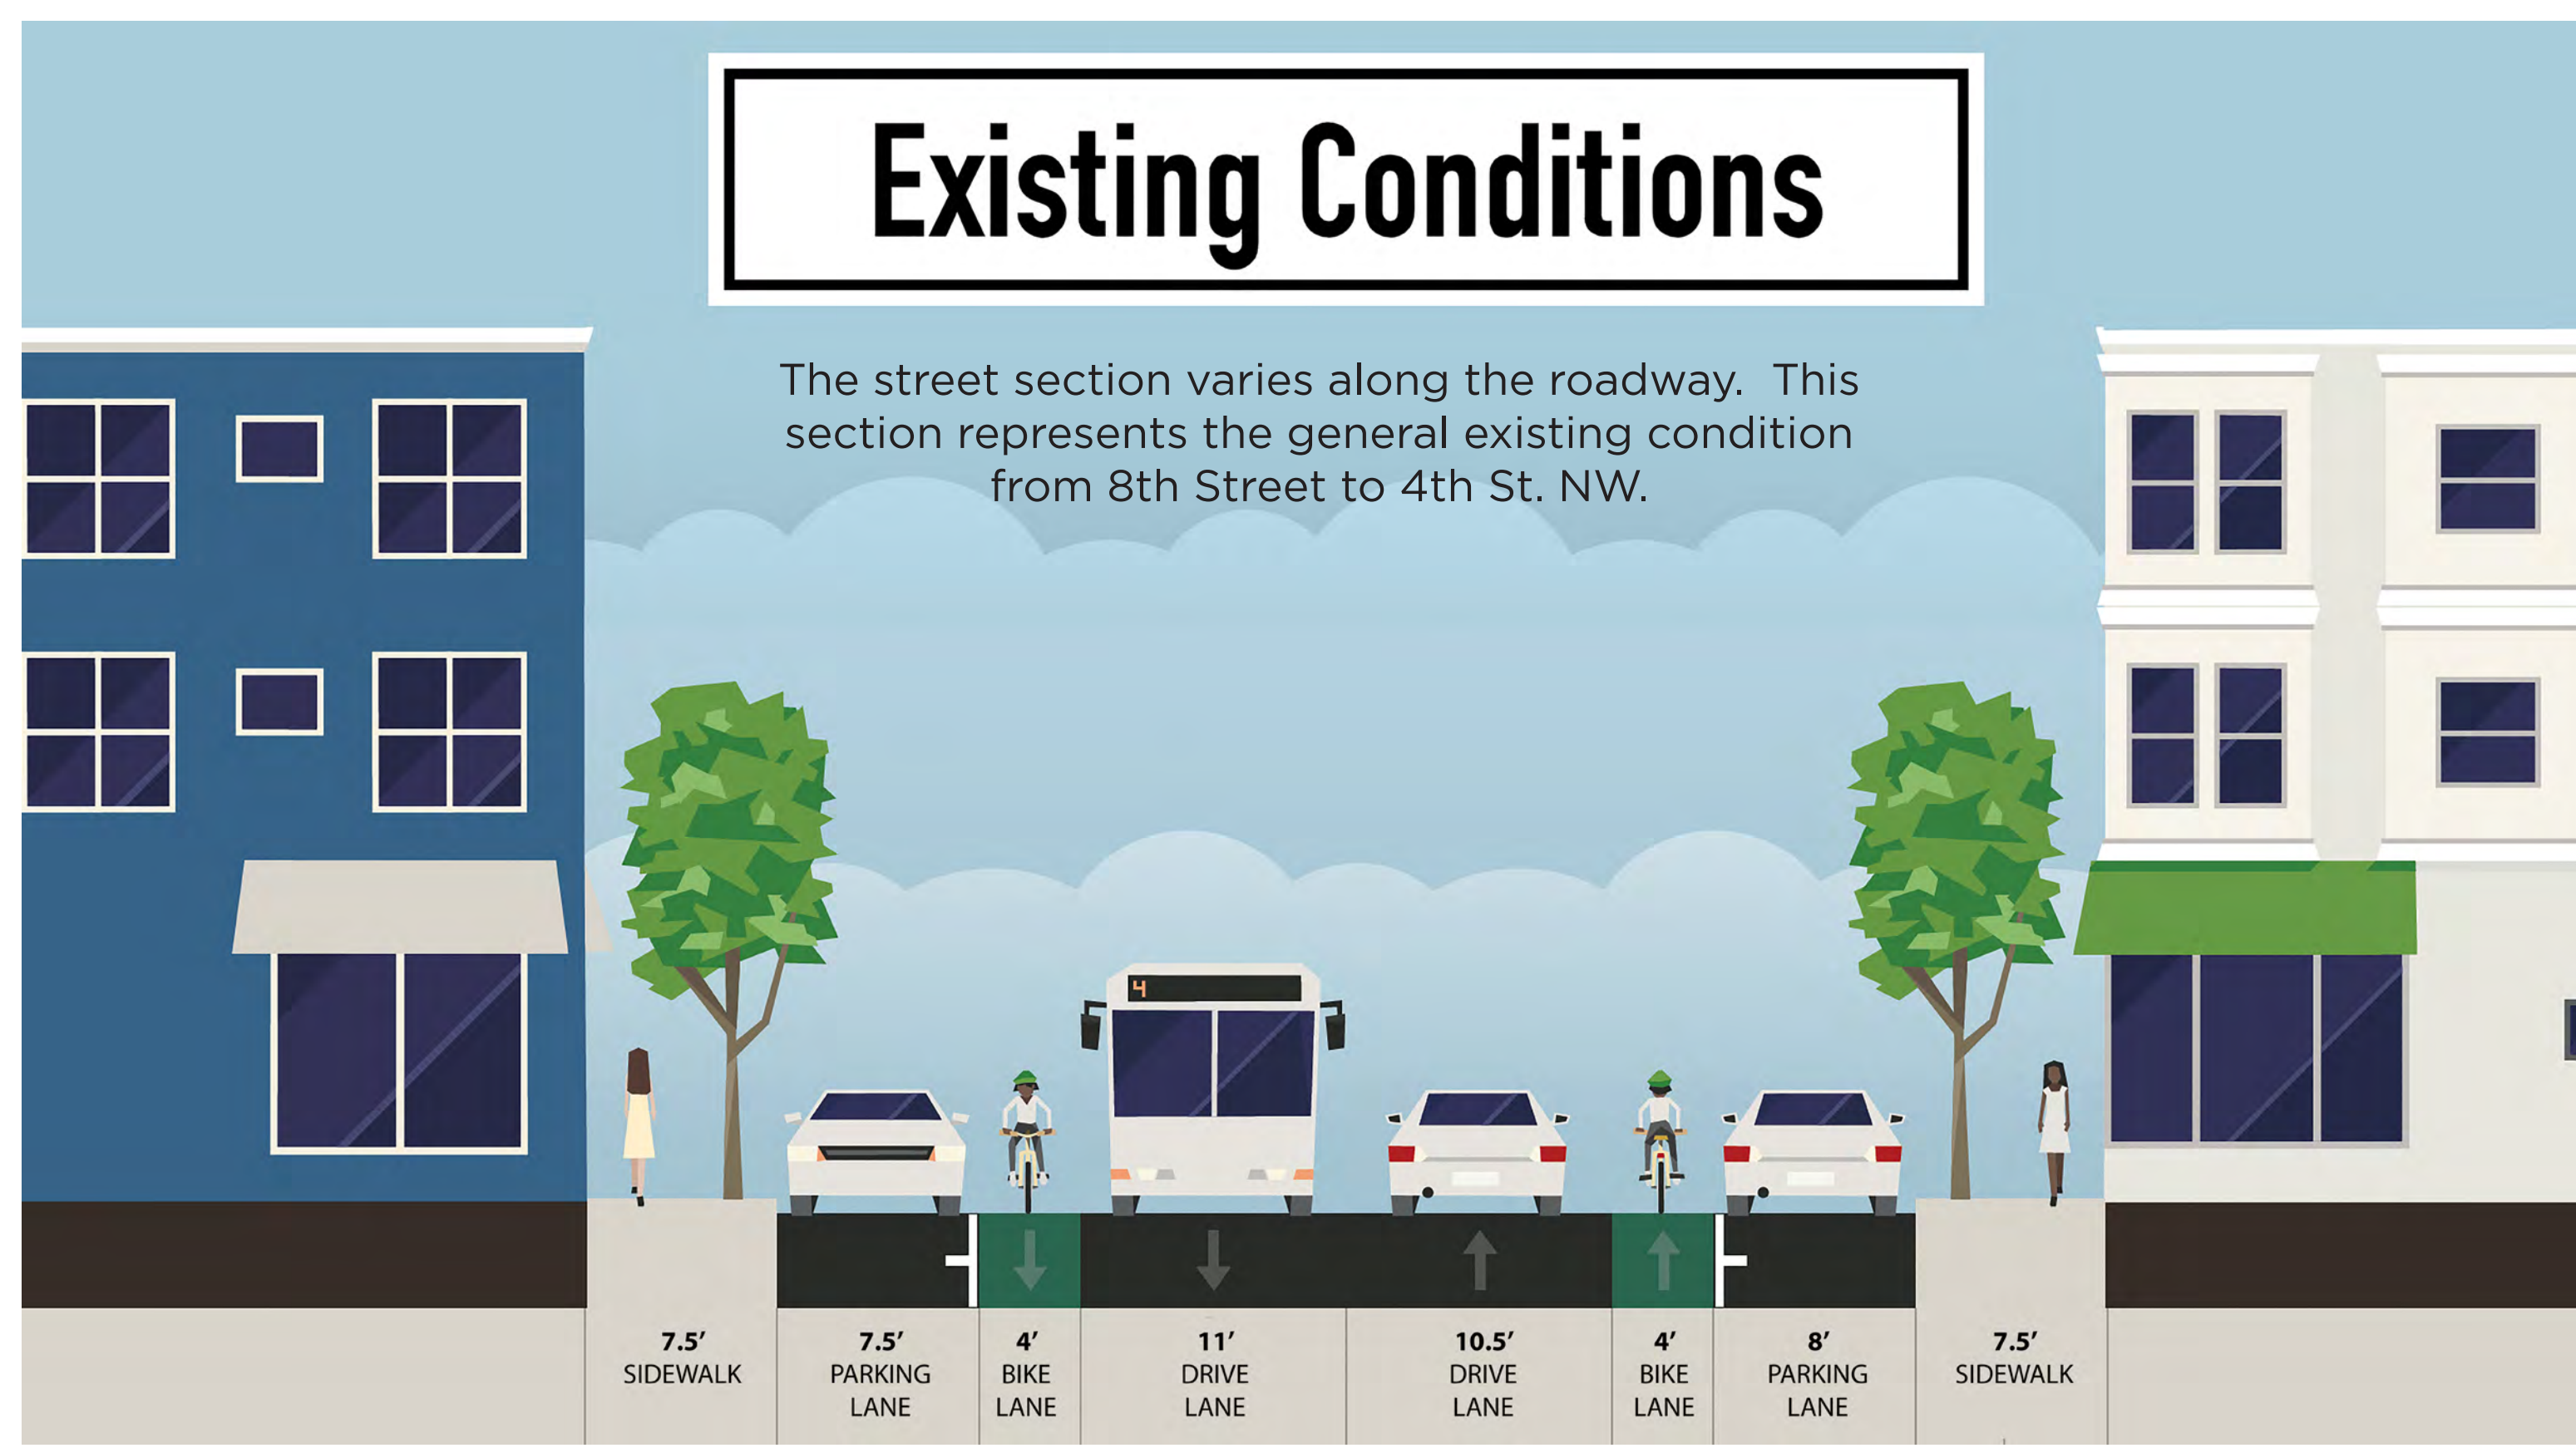 Existing Conditions
The street section varies along the roadway.  This
section represents the general existing condition
from 8th Street to 4th St. NW.
4
7.5’
SIDEWALK
7.5’
PARKING
LANE
4’
BIKE
LANE
11’
DRIVE
LANE
10.5’
DRIVE
LANE
4’
BIKE
LANE
8’
PARKING
LANE
7.5’
SIDEWALK